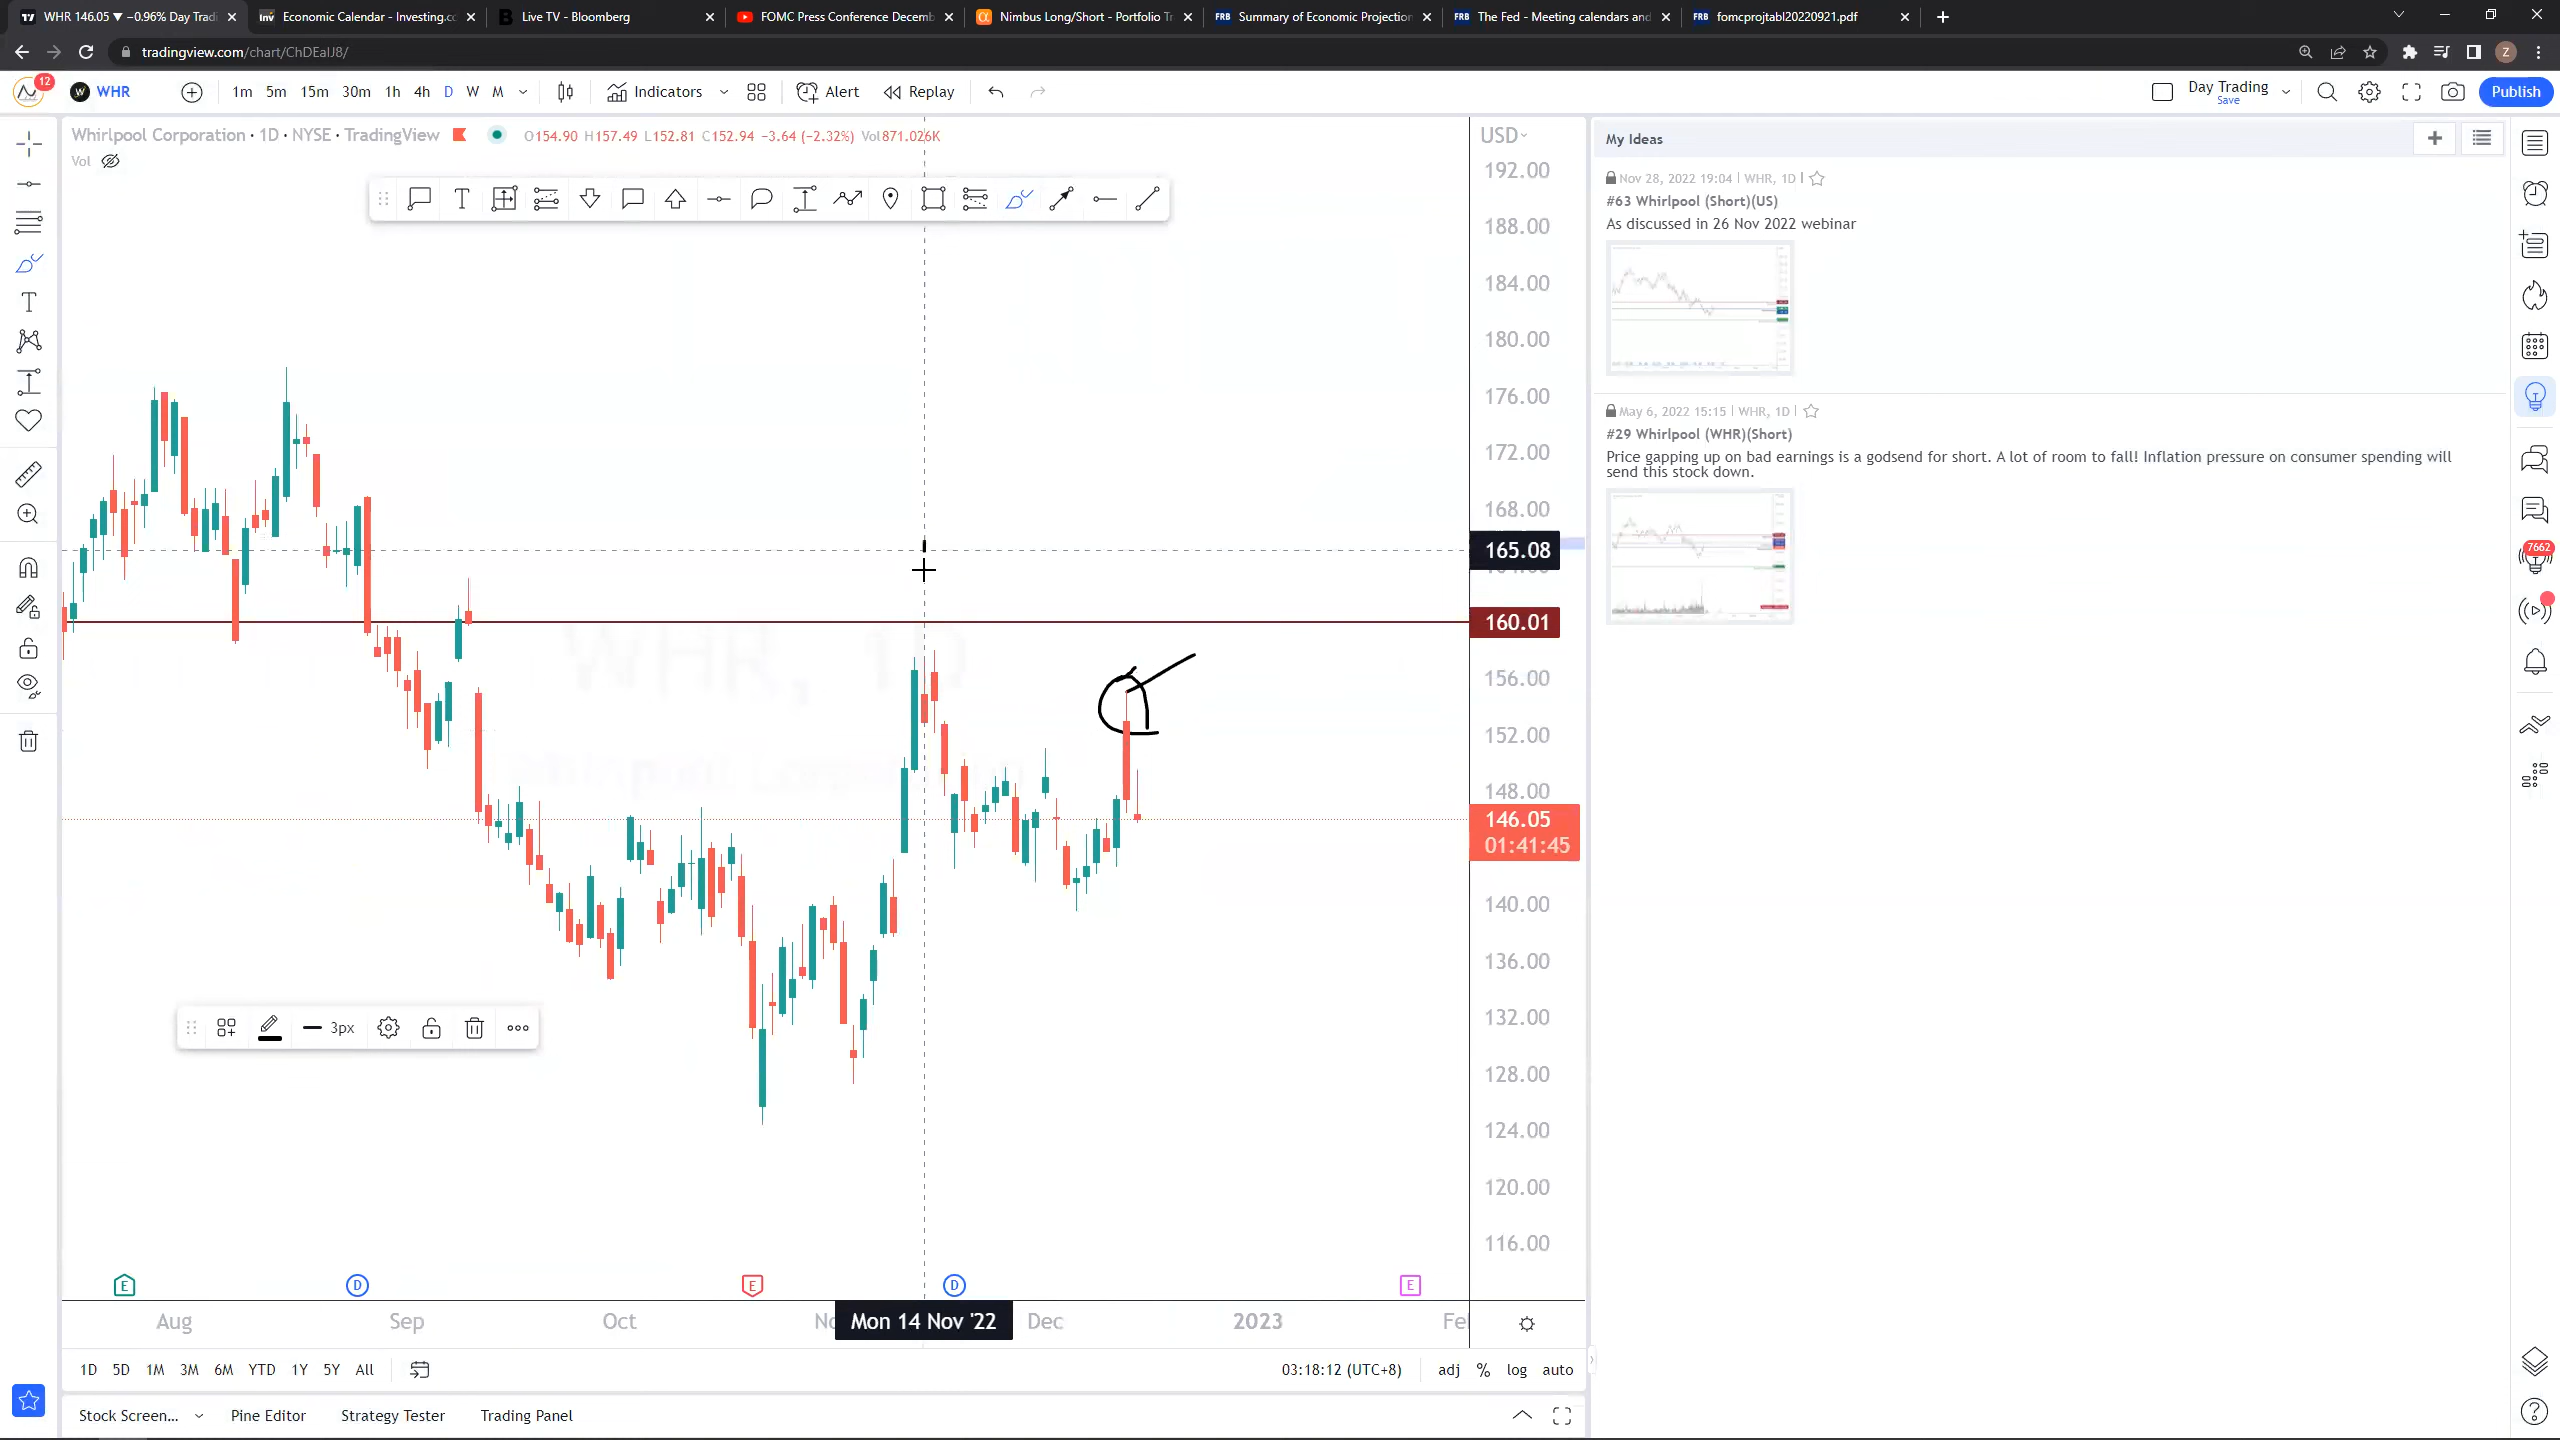 WHR 146.05 ▼ −0.96% Day Tradi
Economic Calendar - Investing.co
Live TV - Bloomberg
FOMC Press Conference Decemb
Nimbus Long/Short - Portfolio Tr
Summary of Economic Projection
The Fed - Meeting calendars and
fomcprojtabl20220921.pdf
tradingview.com/chart/ChDEaIJ8/
Z
12
WHR
1m 5m 15m 30m 1h 4h D W M
Indicators
Alert
Replay
Day Trading
Save
Publish
Whirlpool Corporation · 1D · NYSE · TradingView
O154.90 H157.49 L152.81 C152.94 −3.64 (−2.32%) Vol871.026K
Vol
USD
192.00
188.00
184.00
180.00
176.00
172.00
168.00
165.08
160.01
156.00
152.00
148.00
146.05
01:41:45
140.00
136.00
132.00
128.00
124.00
120.00
116.00
WHR, 1D
3px
E D E D E
Aug Sep Oct Mon 14 Nov '22 Dec 2023
1D 5D 1M 3M 6M YTD 1Y 5Y All
03:18:12 (UTC+8)
adj % log auto
Stock Screen...
Pine Editor
Strategy Tester
Trading Panel
My Ideas
Nov 28, 2022 19:04 | WHR, 1D |
#63 Whirlpool (Short)(US)
As discussed in 26 Nov 2022 webinar
May 6, 2022 15:15 | WHR, 1D |
#29 Whirlpool (WHR)(Short)
Price gapping up on bad earnings is a godsend for short. A lot of room to fall! Inflation pressure on consumer spending will
send this stock down.
7662